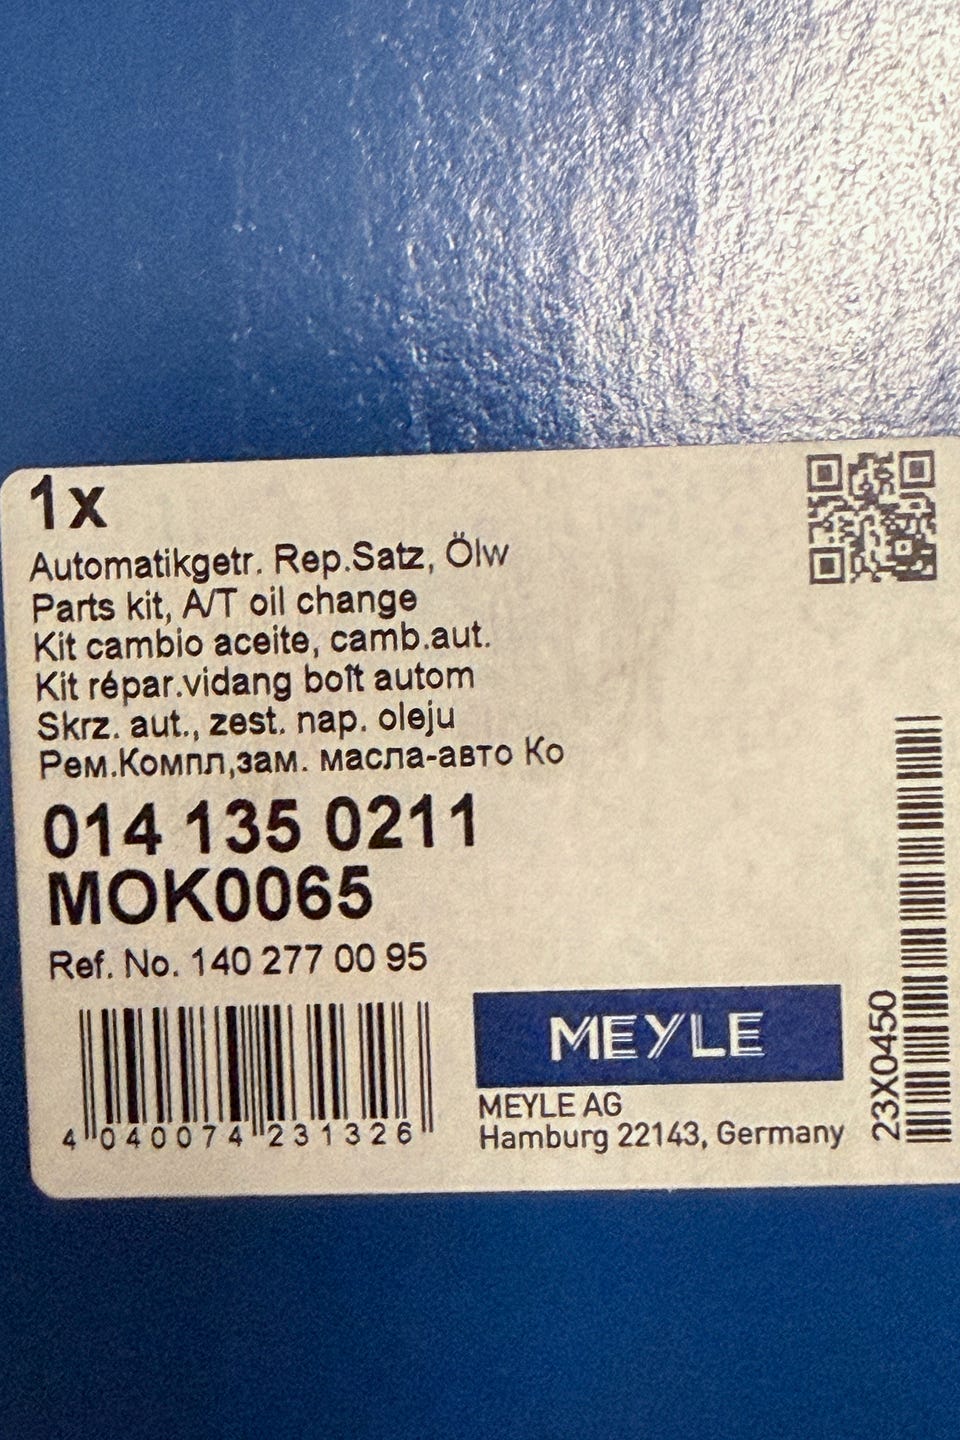 1x
Automatikgetr. Rep.Satz, Ölw
Parts kit, A/T oil change
Kit cambio aceite, camb.aut.
Kit répar.vidang boît autom
Skrz. aut., zest. nap. oleju
Рем.Компл,зам. масла-авто Ко
014 135 0211
MOK0065
Ref. No. 140 277 00 95
4 040074 231326
MEYLE
MEYLE AG
Hamburg 22143, Germany
23X0450